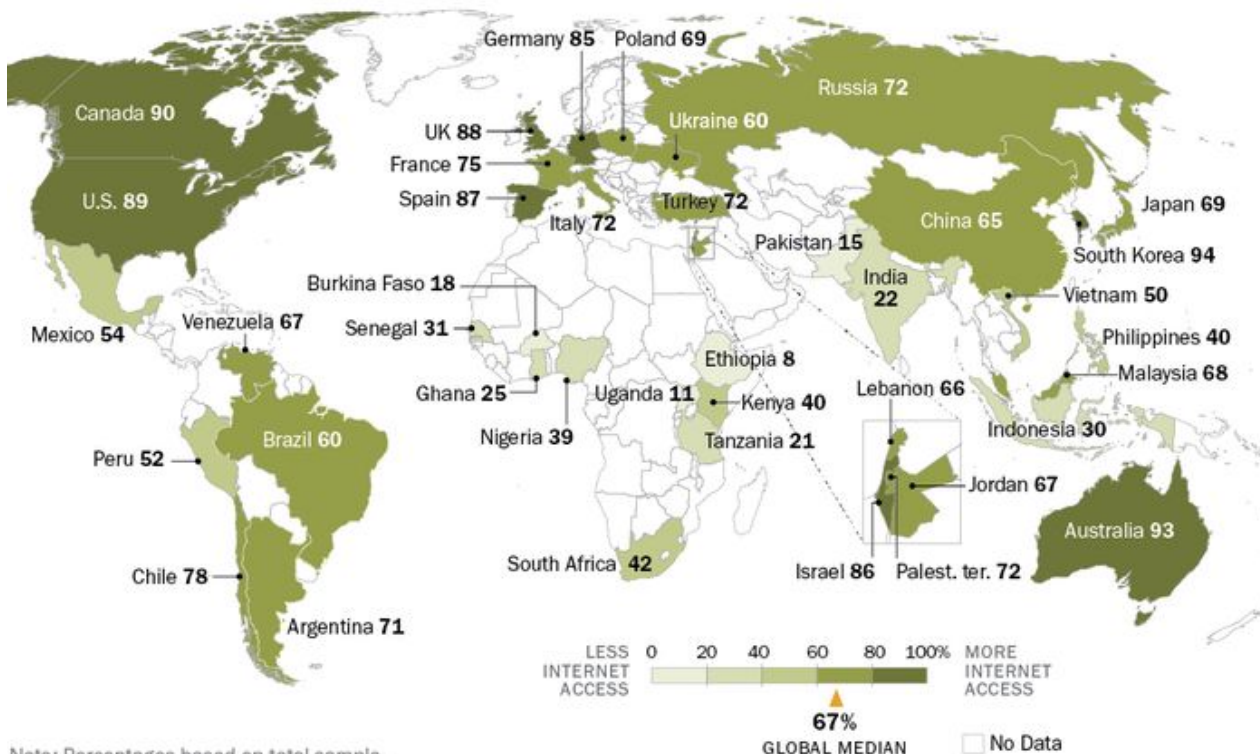 Germany 85
Poland 69
Russia 72
Canada 90
Ukraine 60
UK 88
France 75
U.S. 89
Spain 87
Turkey 72
Italy 72
China 65
Japan 69
Pakistan 15
South Korea 94
India
22
Burkina Faso 18
Vietnam 50
Venezuela 67
Senegal 31
Mexico 54
Philippines 40
Ethiopia 8
Malaysia 68
Lebanon 66
Ghana 25
Uganda 11
Kenya 40
Indonesia 30
Nigeria 39
Brazil 60
Tanzania 21
Peru 52
Jordan 67
Australia 93
South Africa 42
Israel 86
Palest. ter. 72
Chile 78
Argentina 71
LESS
INTERNET
ACCESS
0 20 40 60 80 100%
MORE
INTERNET
ACCESS
67%
GLOBAL MEDIAN
No Data
Note: Percentages based on total sample.